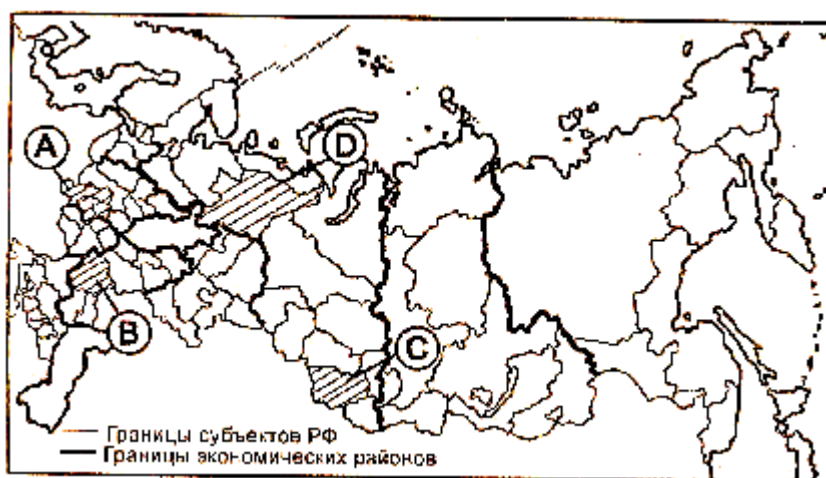 A
D
B
C
Границы субъектов РФ
Границы экономических районов